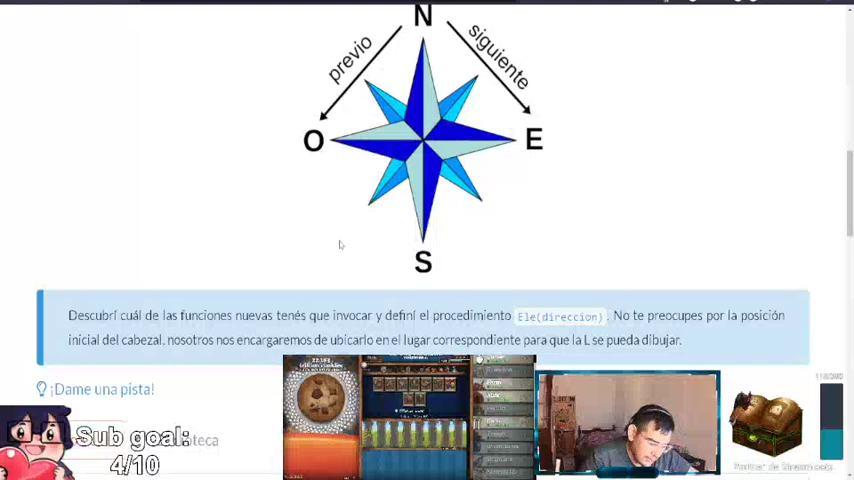 N
previo
siguiente
O
E
S
Descubrí cuál de las funciones nuevas tenés que invocar y definí el procedimiento Ele(direccion). No te preocupes por la posición
inicial del cabezal, nosotros nos encargaremos de ubicarlo en el lugar correspondiente para que la L se pueda dibujar.
¡Dame una pista!
Sub goal:
4/10